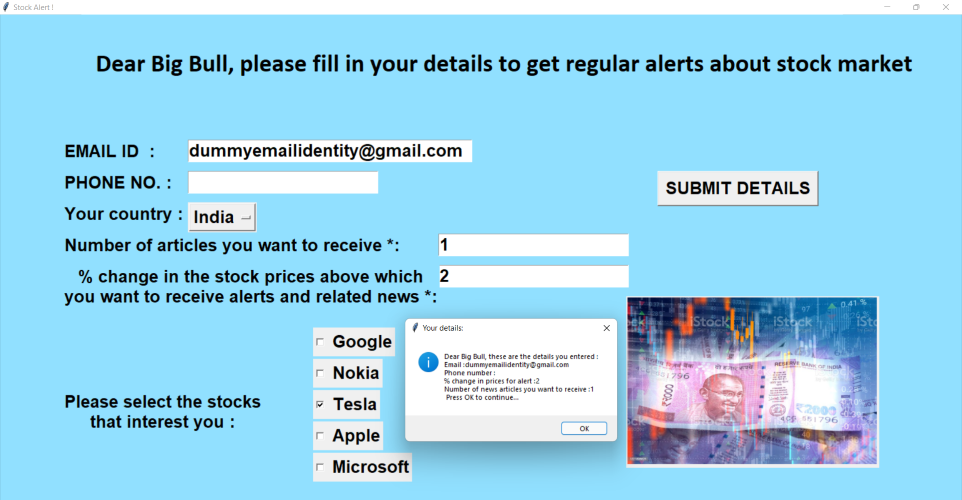 Stock Alert !
Dear Big Bull, please fill in your details to get regular alerts about stock market
EMAIL ID :
dummyemailidentity@gmail.com
PHONE NO. :
SUBMIT DETAILS
Your country :
India
Number of articles you want to receive *:
1
% change in the stock prices above which
you want to receive alerts and related news *:
2
Google
Nokia
Please select the stocks
that interest you :
Tesla
Apple
Microsoft
Your details:
Dear Big Bull, these are the details you entered :
Email :dummyemailidentity@gmail.com
Phone number :
% change in prices for alert :2
Number of news articles you want to receive :1
Press OK to continue...
OK
0.41 %
iStock
iStock
RESERVE BANK OF INDIA
₹2000